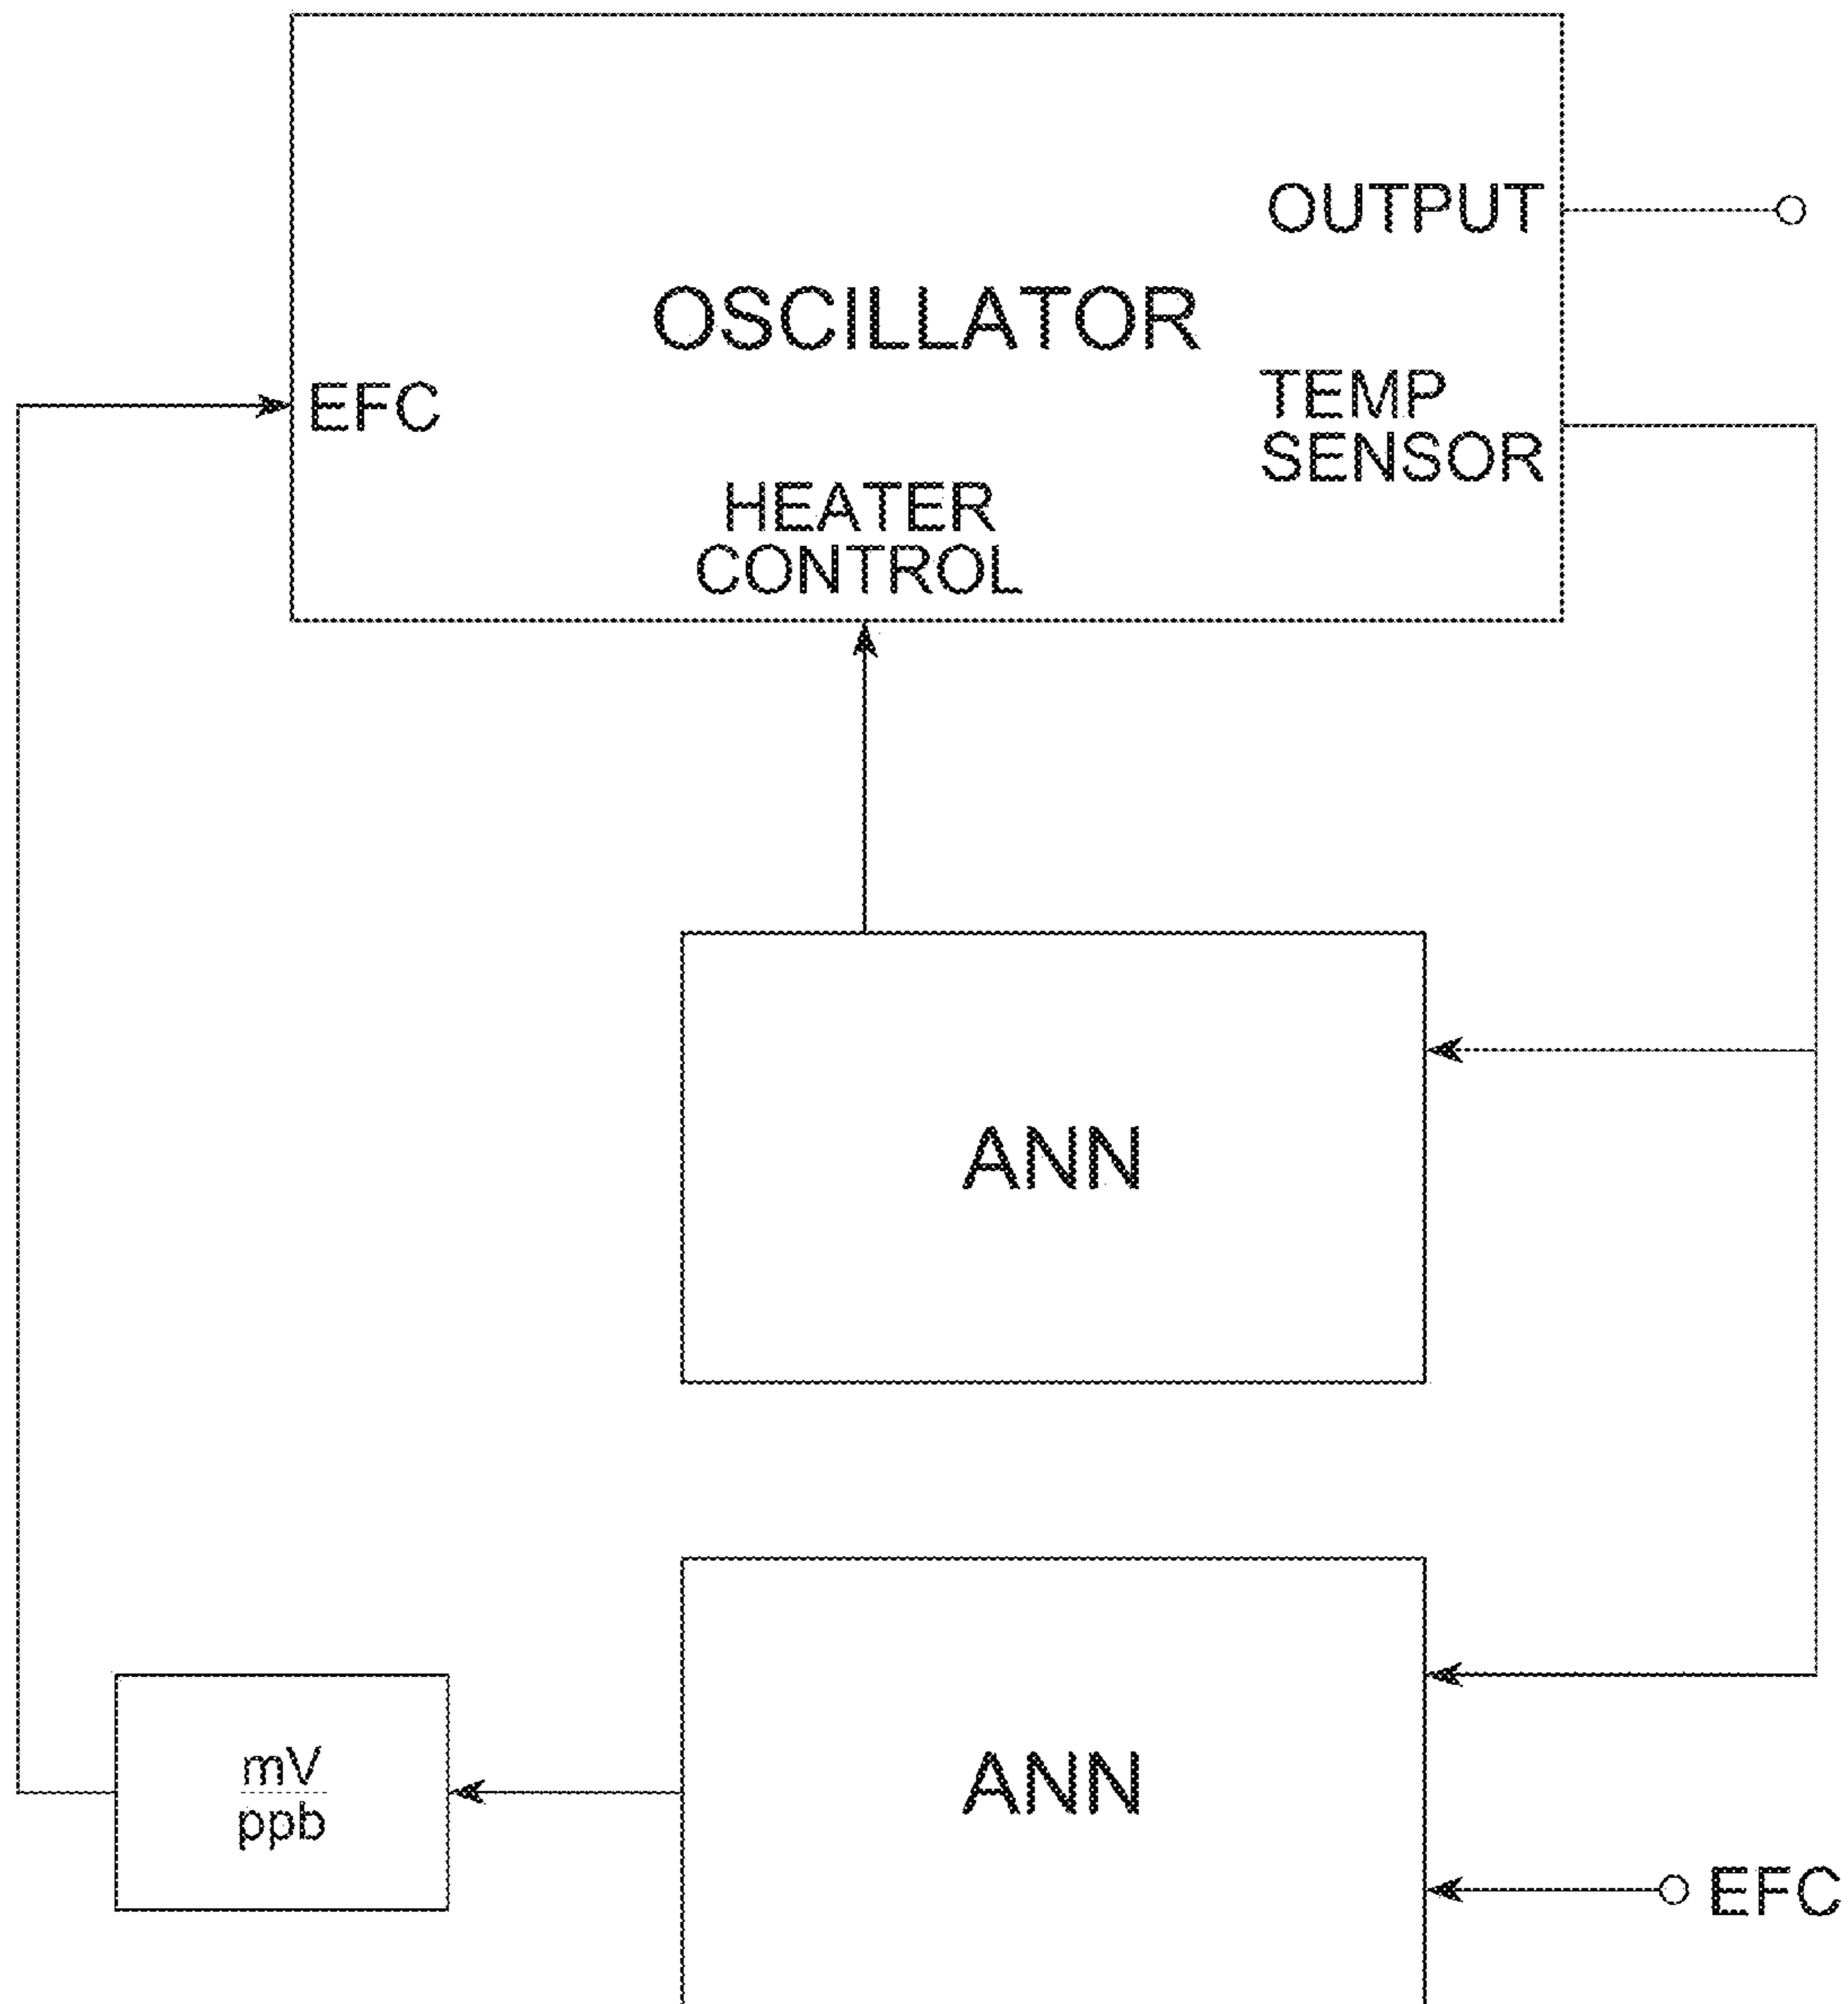 OUTPUT
OSCILLATOR
EFC
TEMP
SENSOR
HEATER
CONTROL
ANN
ANN
mV
ppb
EFC